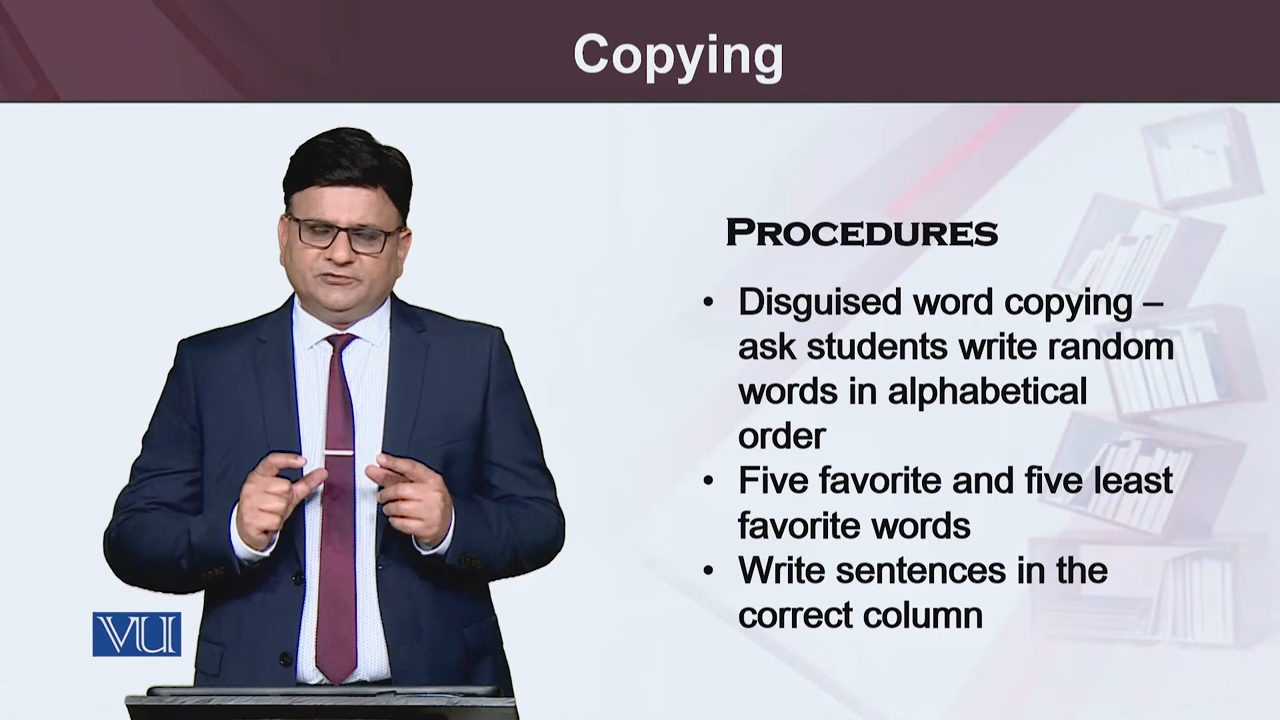 Copying
PROCEDURES
• Disguised word copying –
ask students write random
words in alphabetical
order
• Five favorite and five least
favorite words
• Write sentences in the
correct column
VU